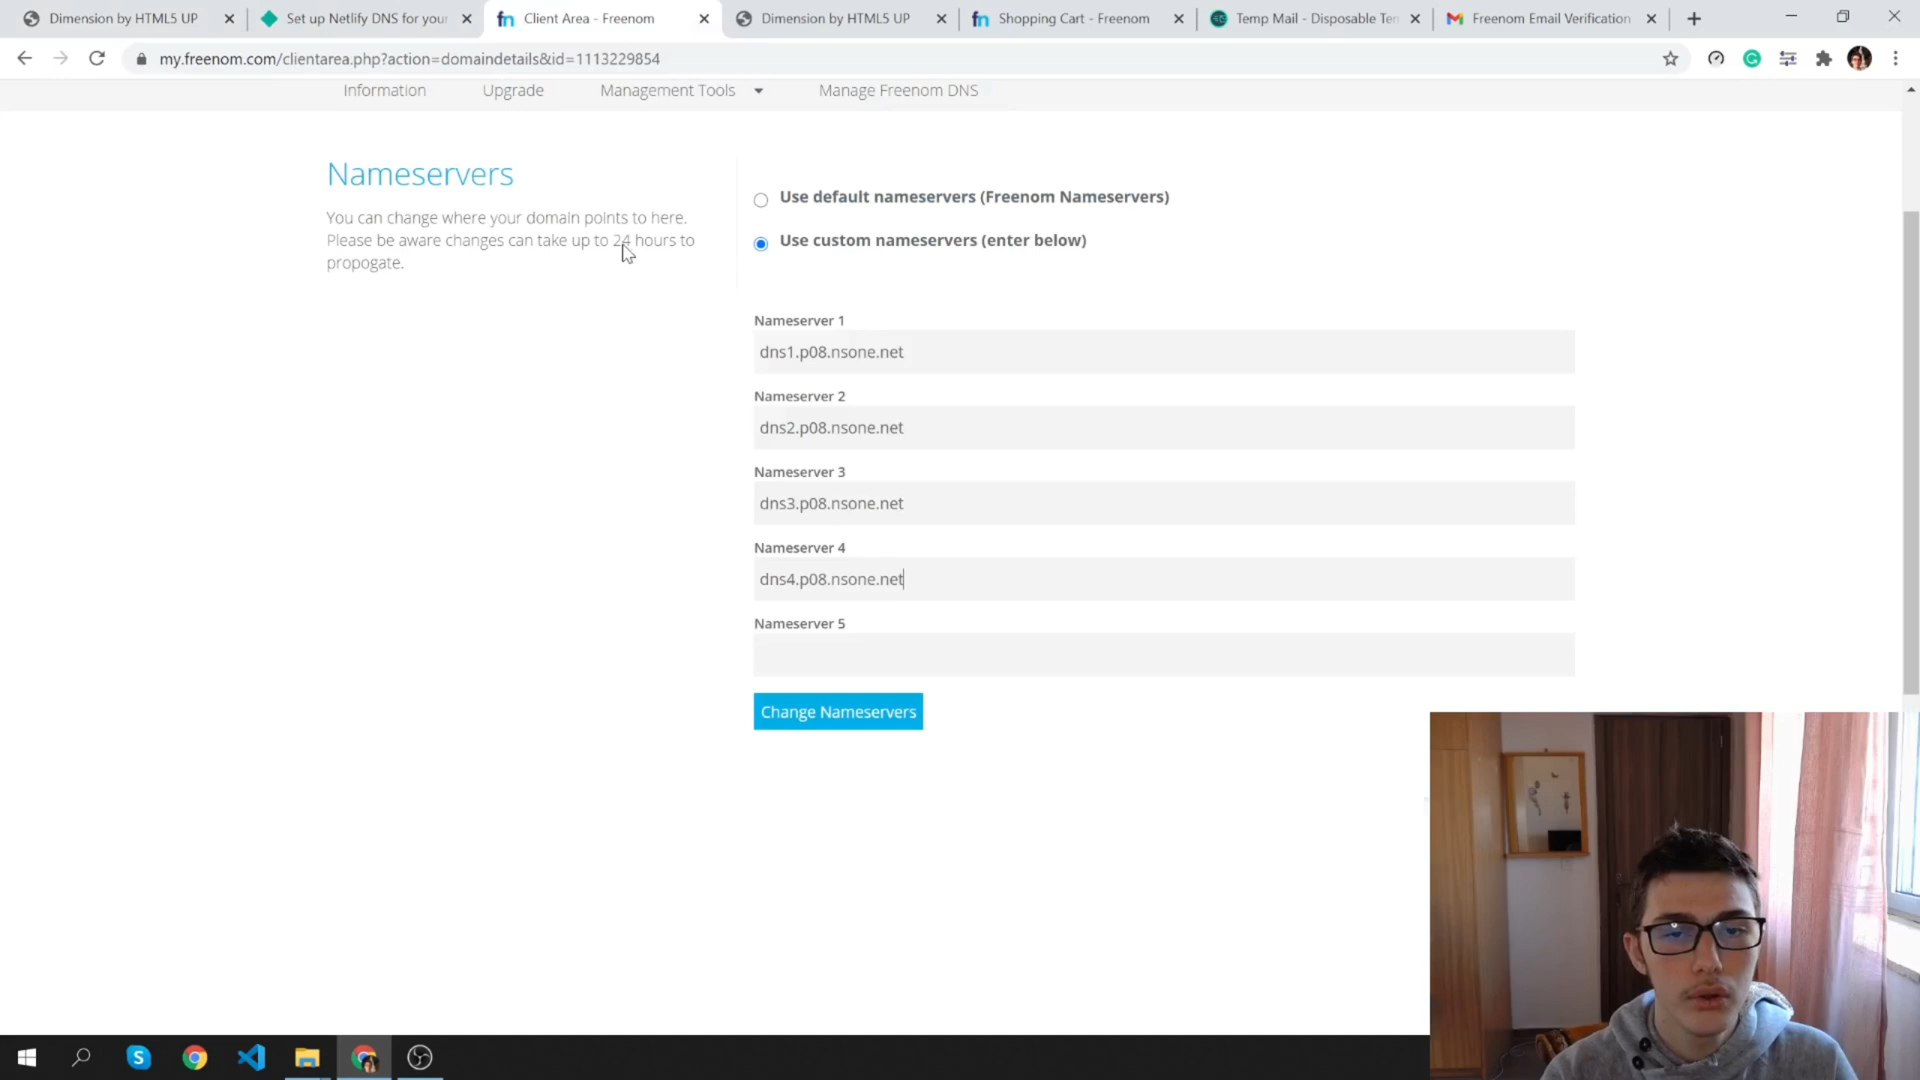 Dimension by HTML5 UP
Set up Netlify DNS for your
fn Client Area - Freenom
Dimension by HTML5 UP
fn Shopping Cart - Freenom
Temp Mail - Disposable Ten
Freenom Email Verification
my.freenom.com/clientarea.php?action=domaindetails&id=1113229854
Information
Upgrade
Management Tools
Manage Freenom DNS
Nameservers
You can change where your domain points to here.
Please be aware changes can take up to 24 hours to
propogate.
Use default nameservers (Freenom Nameservers)
Use custom nameservers (enter below)
Nameserver 1
dns1.p08.nsone.net
Nameserver 2
dns2.p08.nsone.net
Nameserver 3
dns3.p08.nsone.net
Nameserver 4
dns4.p08.nsone.net
Nameserver 5
Change Nameservers